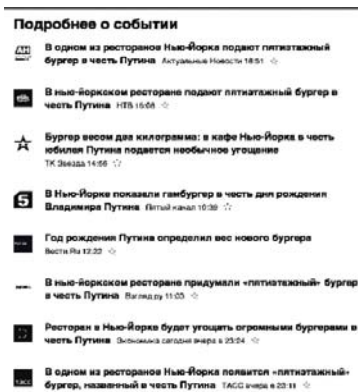 Подробнее о событии
В одном из ресторанов Нью-Йорка подают пятиэтажный
бургер в честь Путина Актуальные Новости 18:51
В нью-йоркском ресторане подают пятиэтажный бургер в
честь Путина НТВ 15:08
Бургер весом два килограмма: в кафе Нью-Йорка в честь
юбилея Путина подается необычное угощение
ТК Звезда 14:56
В Нью-Йорке показали гамбургер в честь дня рождения
Владимира Путина Пятый канал 10:39
Год рождения Путина определил вес нового бургера
Вести.Ru 12:22
В нью-йоркском ресторане придумали «пятиэтажный» бургер
в честь Путина Взгляд.ру 11:03
Ресторан в Нью-Йорке будет угощать огромными бургерами в
честь Путина Экономика сегодня вчера в 23:24
В одном из ресторанов Нью-Йорка появится «пятиэтажный»
бургер, названный в честь Путина ТАСС вчера в 23:11